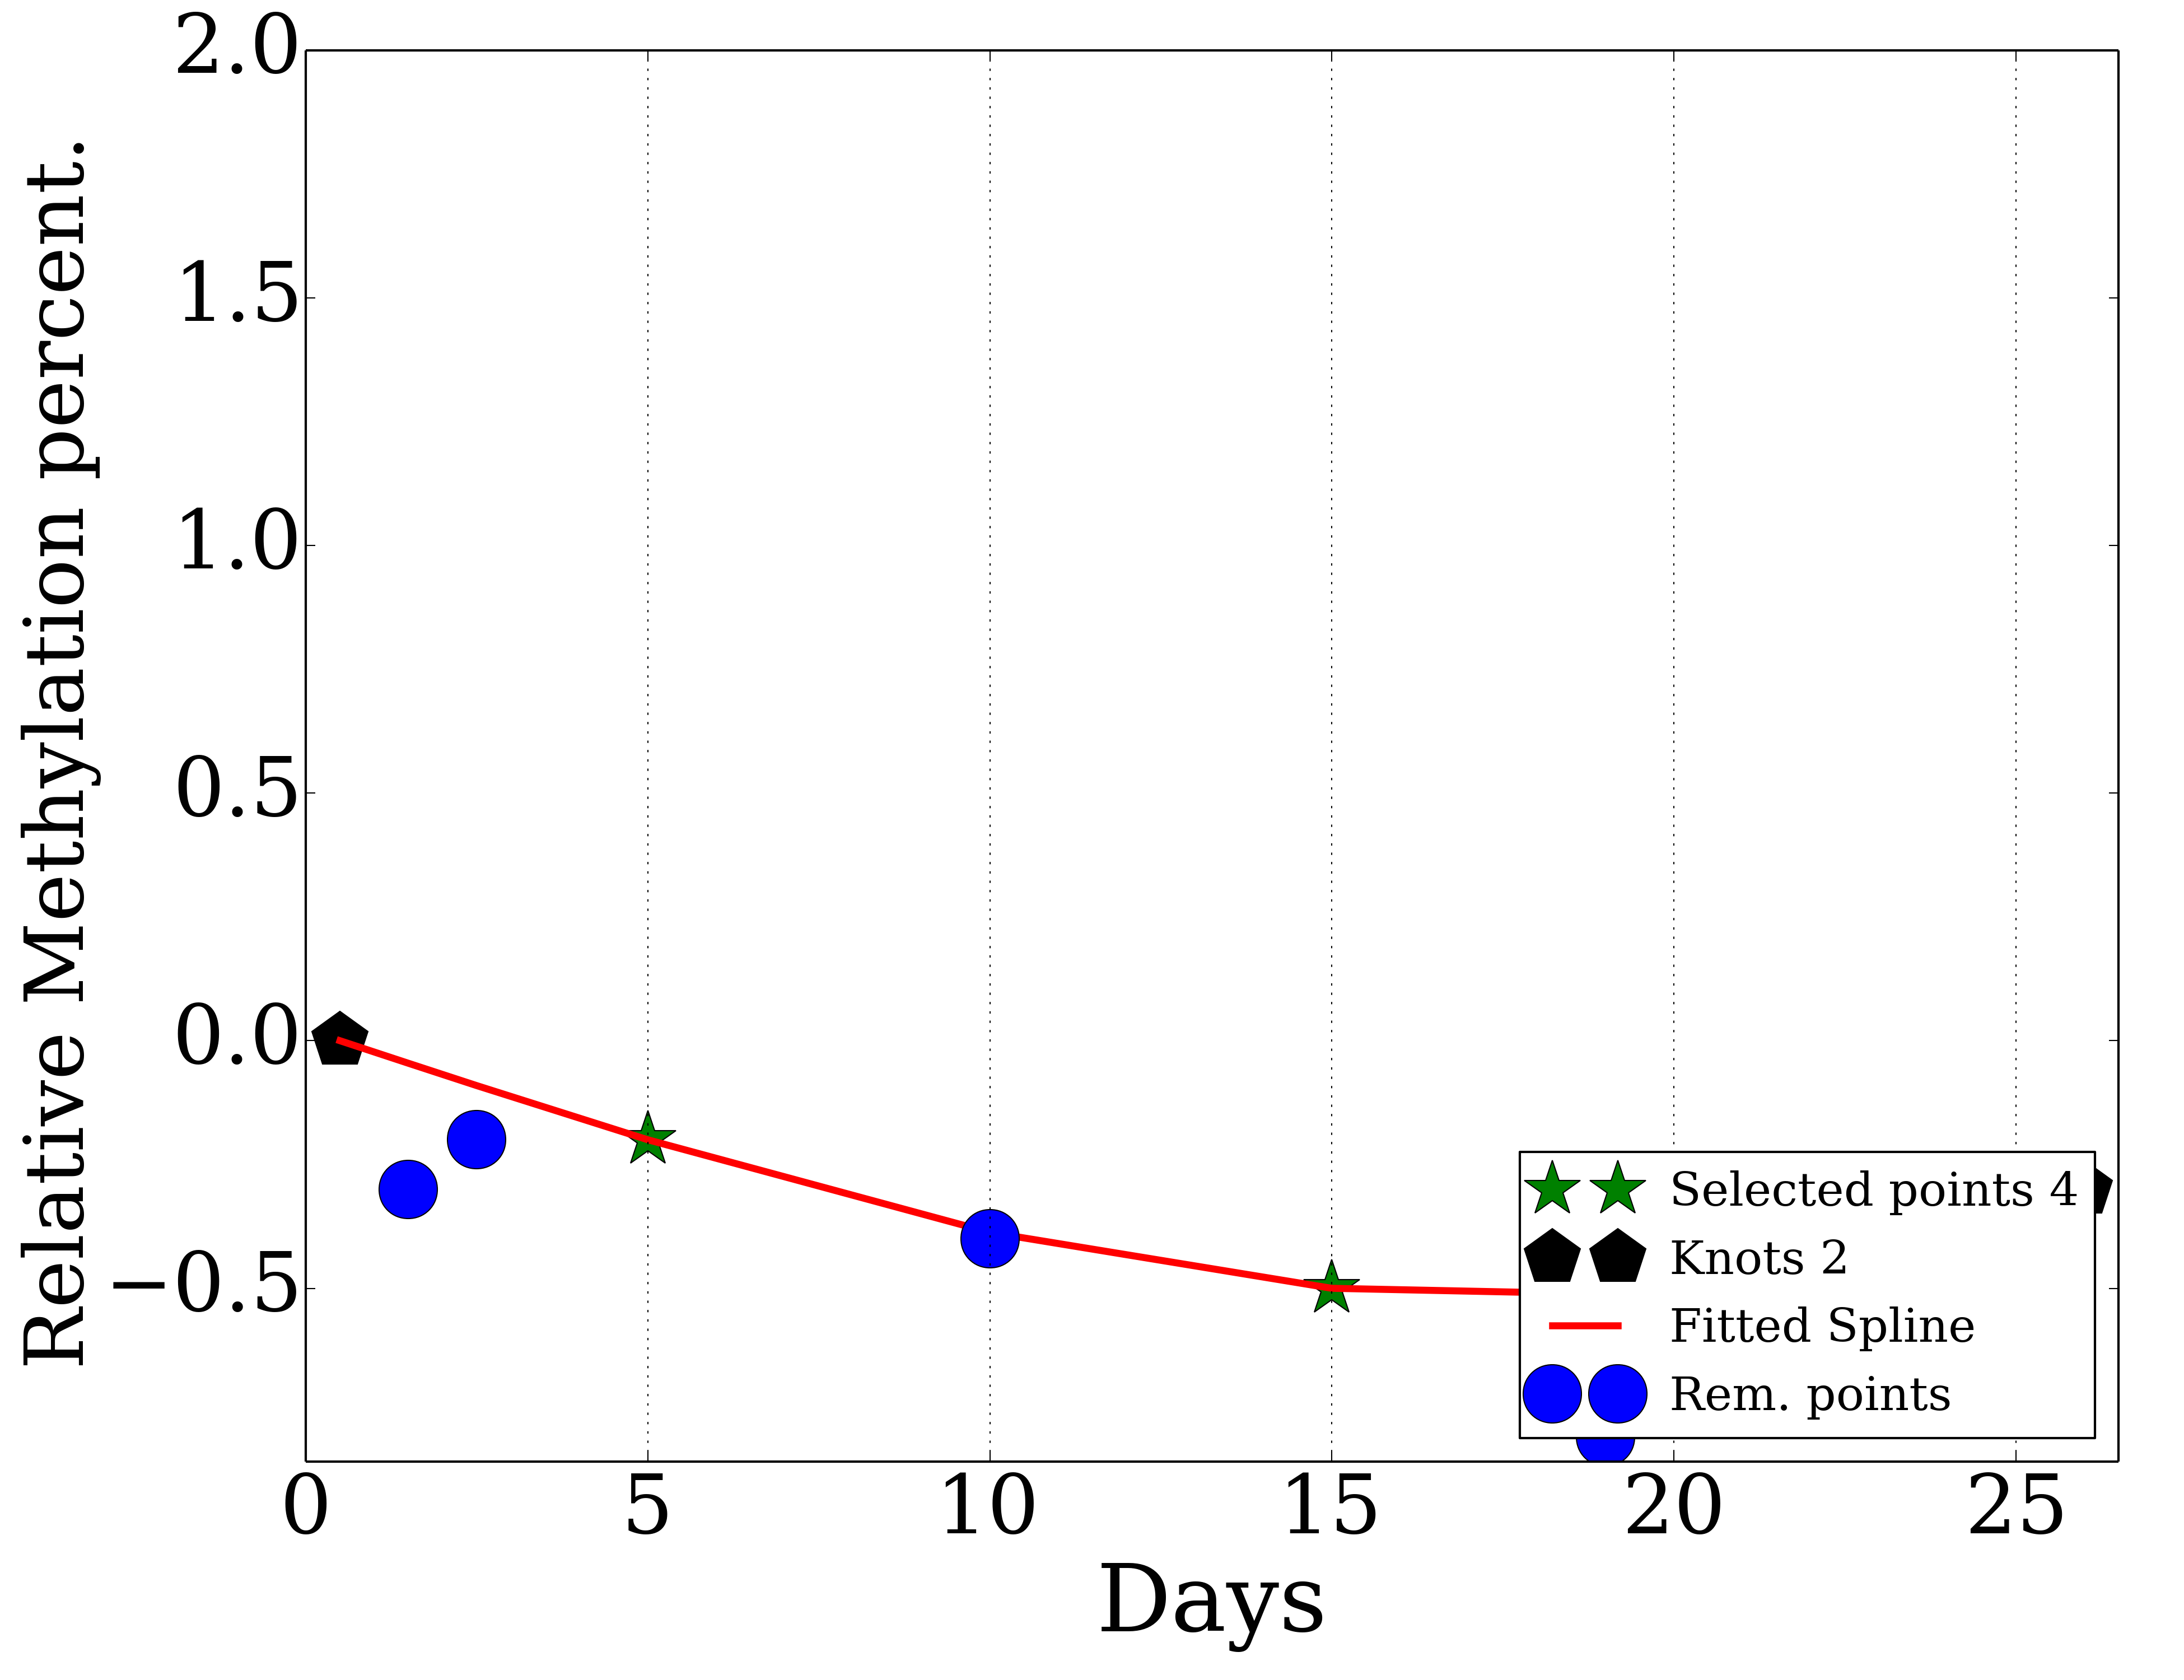 Relative Methylation percent.
2.0
1.5
1.0
0.5
0.0
−0.5
0 5 10 15 20 25
Days
Selected points 4
Knots 2
Fitted Spline
Rem. points